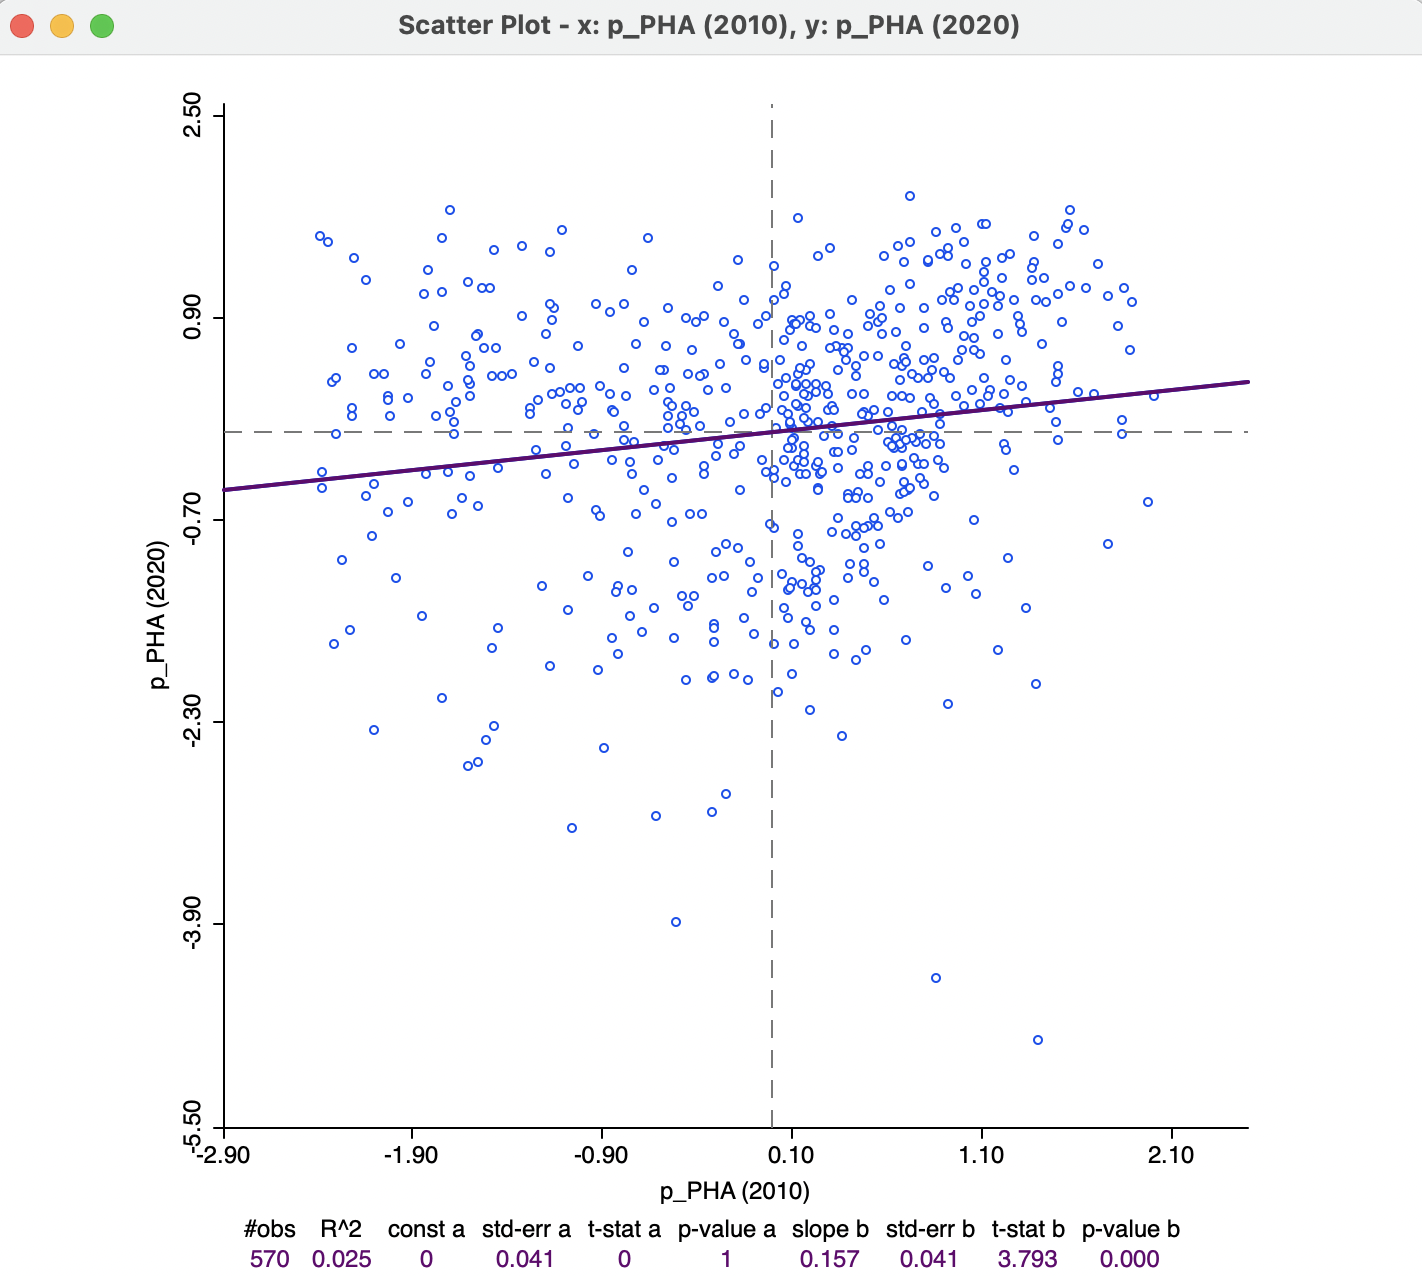 Scatter Plot - x: p_PHA (2010), y: p_PHA (2020)
2.50
0.90
-0.70
-2.30
-3.90
-5.50
p_PHA (2020)
-2.90 -1.90 -0.90 0.10 1.10 2.10
p_PHA (2010)
#obs R^2 const a std-err a t-stat a p-value a slope b std-err b t-stat b p-value b
570 0.025 0 0.041 0 1 0.157 0.041 3.793 0.000